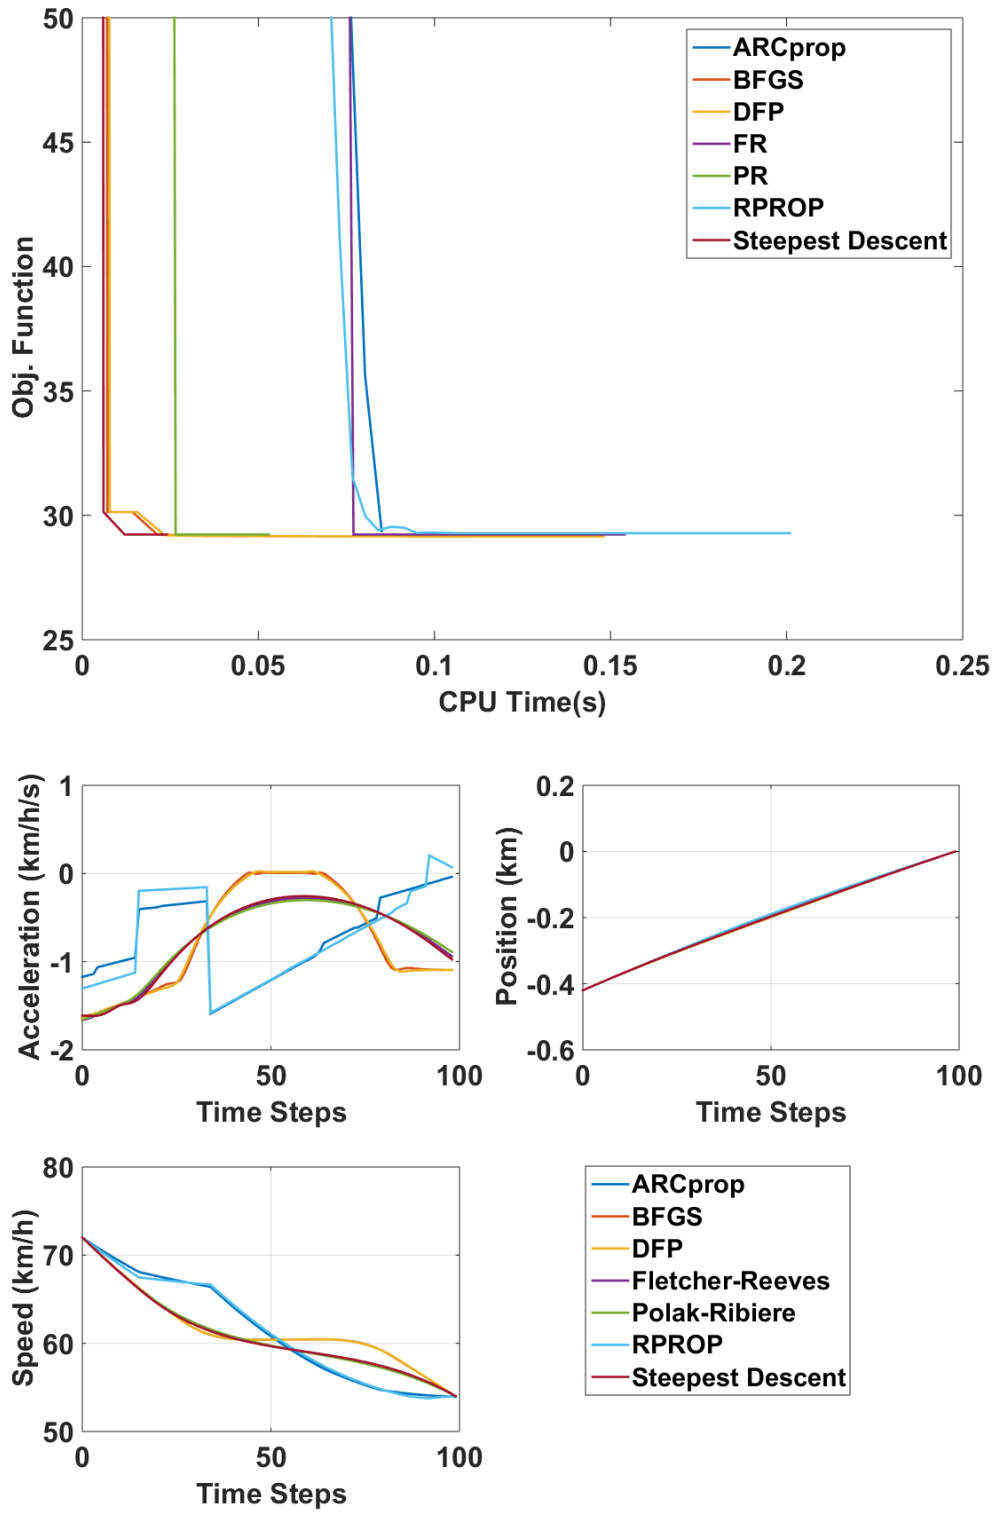 50
45
40
35
30
25
Obj. Function
0
0.05
0.1
0.15
0.2
0.25
CPU Time(s)
ARCprop
BFGS
DFP
FR
PR
RPROP
Steepest Descent
1
0
-1
-2
Acceleration (km/h/s)
0
50
100
Time Steps
0.2
0
-0.2
-0.4
-0.6
Position (km)
0
50
100
Time Steps
80
70
60
50
Speed (km/h)
0
50
100
Time Steps
ARCprop
BFGS
DFP
Fletcher-Reeves
Polak-Ribiere
RPROP
Steepest Descent